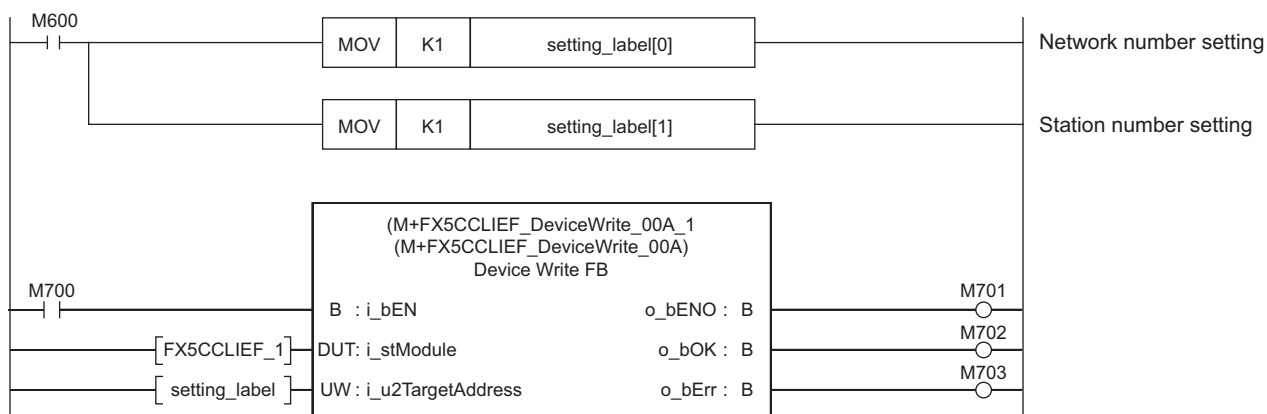 M600
MOV K1 setting_label[0] Network number setting
MOV K1 setting_label[1] Station number setting
(M+FX5CCLIEF_DeviceWrite_00A_1
(M+FX5CCLIEF_DeviceWrite_00A)
Device Write FB
M700 M701
B : i_bEN o_bENO : B
M702
FX5CCLIEF_1 DUT: i_stModule o_bOK : B
M703
setting_label UW : i_u2TargetAddress o_bErr : B